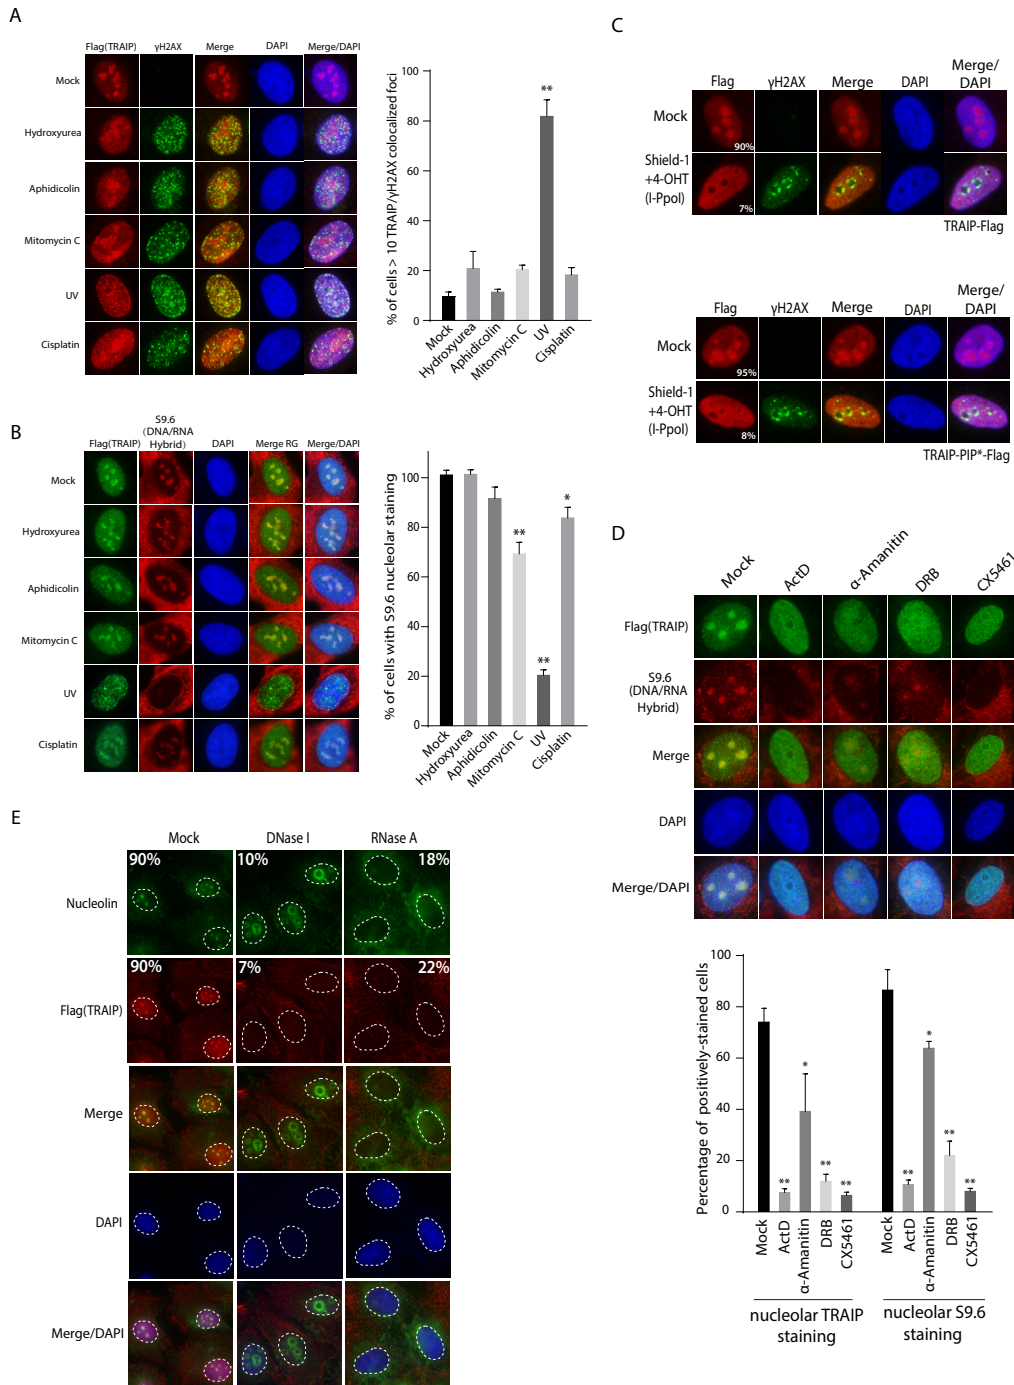 A
Flag(TRAIP) γH2AX Merge DAPI Merge/DAPI
Mock
Hydroxyurea
Aphidicolin
Mitomycin C
UV
Cisplatin
% of cells > 10 TRAIP/γH2AX colocalized foci
100
80
60
40
20
0
**
Mock
Hydroxyurea
Aphidicolin
Mitomycin C
UV
Cisplatin
B
Flag(TRAIP) S9.6 (DNA/RNA Hybrid) DAPI Merge RG Merge/DAPI
Mock
Hydroxyurea
Aphidicolin
Mitomycin C
UV
Cisplatin
% of cells with S9.6 nucleolar staining
100
80
60
40
20
0
**
**
*
Mock
Hydroxyurea
Aphidicolin
Mitomycin C
UV
Cisplatin
C
Flag γH2AX Merge DAPI Merge/DAPI
Mock
90%
Shield-1
+4-OHT
(I-PpoI)
7%
TRAIP-Flag
Flag γH2AX Merge DAPI Merge/DAPI
Mock
95%
Shield-1
+4-OHT
(I-PpoI)
8%
TRAIP-PIP*-Flag
D
Mock ActD α-Amanitin DRB CX5461
Flag(TRAIP)
S9.6
(DNA/RNA
Hybrid)
Merge
DAPI
Merge/DAPI
Percentage of positively-stained cells
100
80
60
40
20
0
**
*
**
**
**
*
**
**
Mock
ActD
α-Amanitin
DRB
CX5461
Mock
ActD
α-Amanitin
DRB
CX5461
nucleolar TRAIP
staining
nucleolar S9.6
staining
E
Mock DNase I RNase A
Nucleolin
90% 10% 18%
Flag(TRAIP)
90% 7% 22%
Merge
DAPI
Merge/DAPI